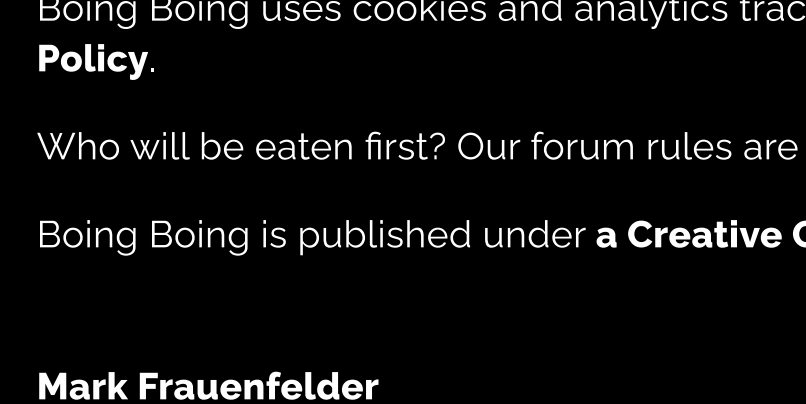 Boing Boing uses cookies and analytics trac
Policy.
Who will be eaten first? Our forum rules are
Boing Boing is published under a Creative
Mark Frauenfelder